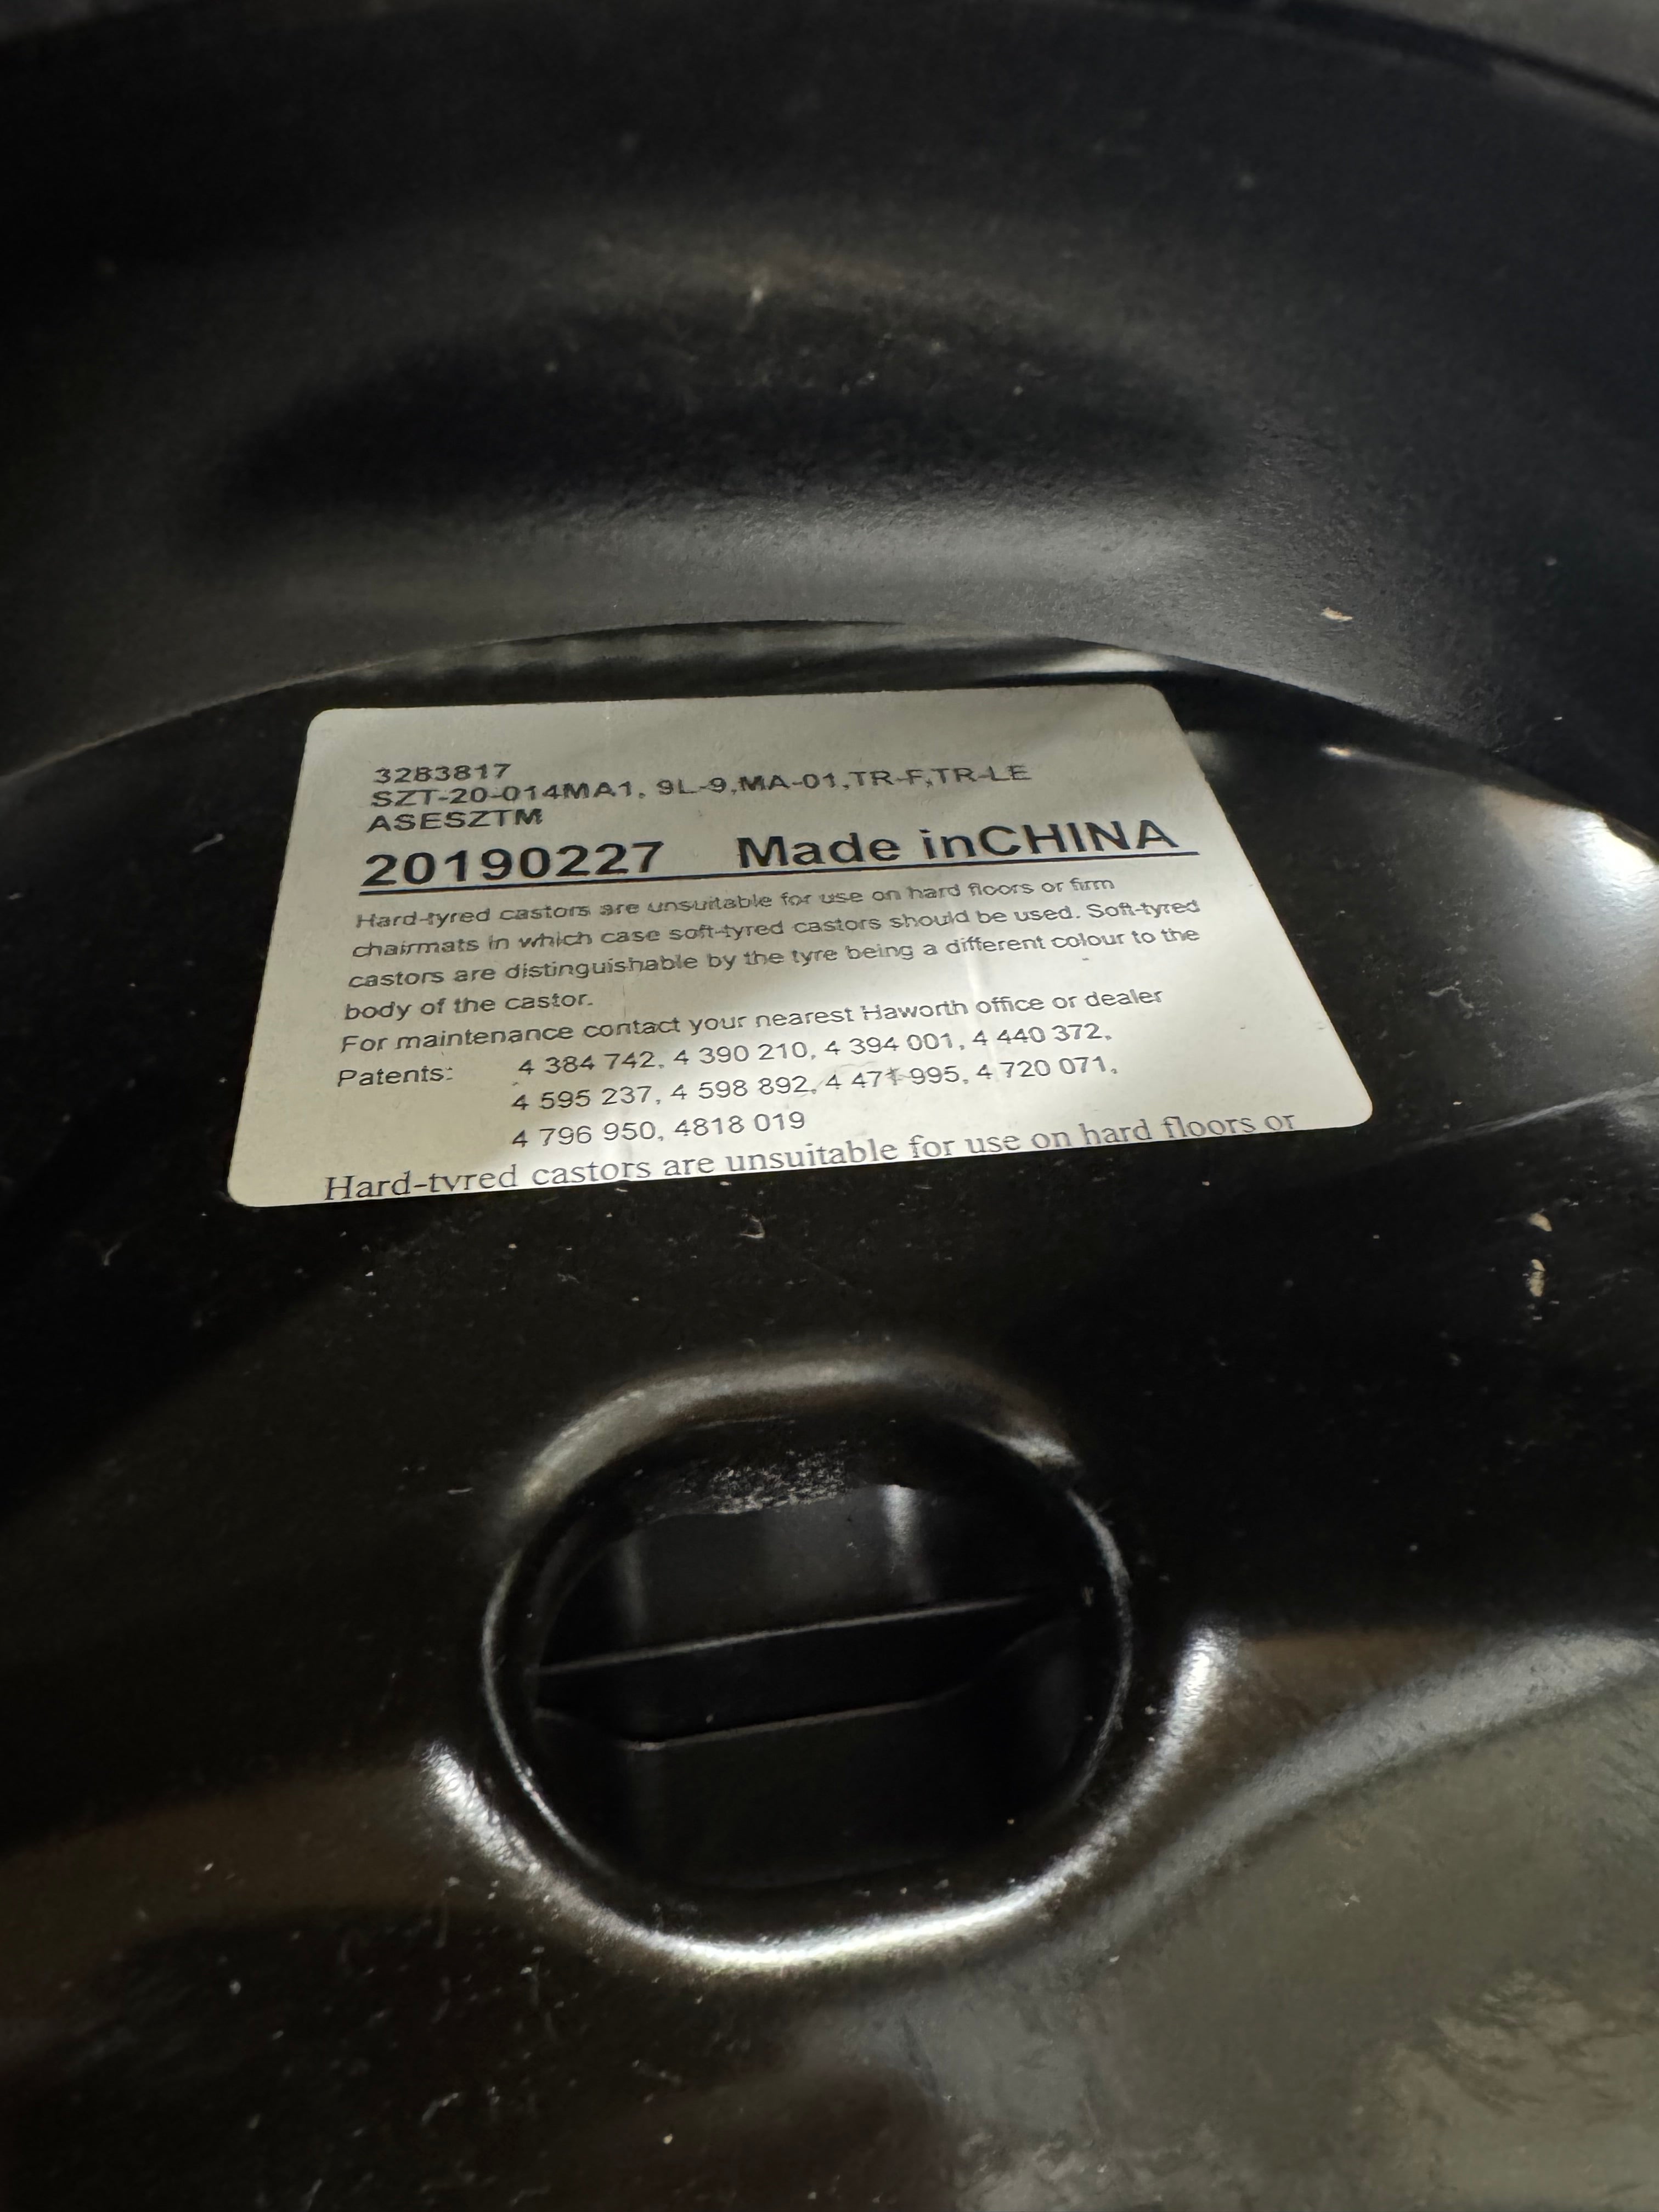 3283817
SZT-20-014MA1, 9L-9,MA-01,TR-F,TR-LE
ASESZTM
20190227 Made inCHINA
Hard-tyred castors are unsuitable for use on hard floors or firm
chairmats in which case soft-tyred castors should be used. Soft-tyred
castors are distinguishable by the tyre being a different colour to the
body of the castor.
For maintenance contact your nearest Haworth office or dealer
Patents: 4 384 742, 4 390 210, 4 394 001, 4 440 372,
4 595 237, 4 598 892, 4 471 995, 4 720 071,
4 796 950, 4818 019
Hard-tyred castors are unsuitable for use on hard floors or